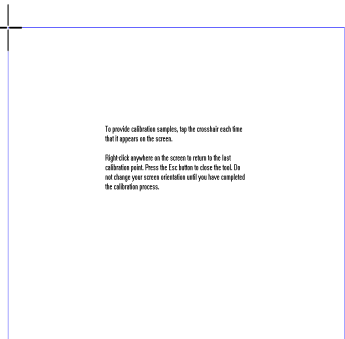 To provide calibration samples, tap the crosshair each time
that it appears on the screen.
Right-click anywhere on the screen to return to the last
calibration point. Press the Esc button to close the tool. Do
not change your screen orientation until you have completed
the calibration process.